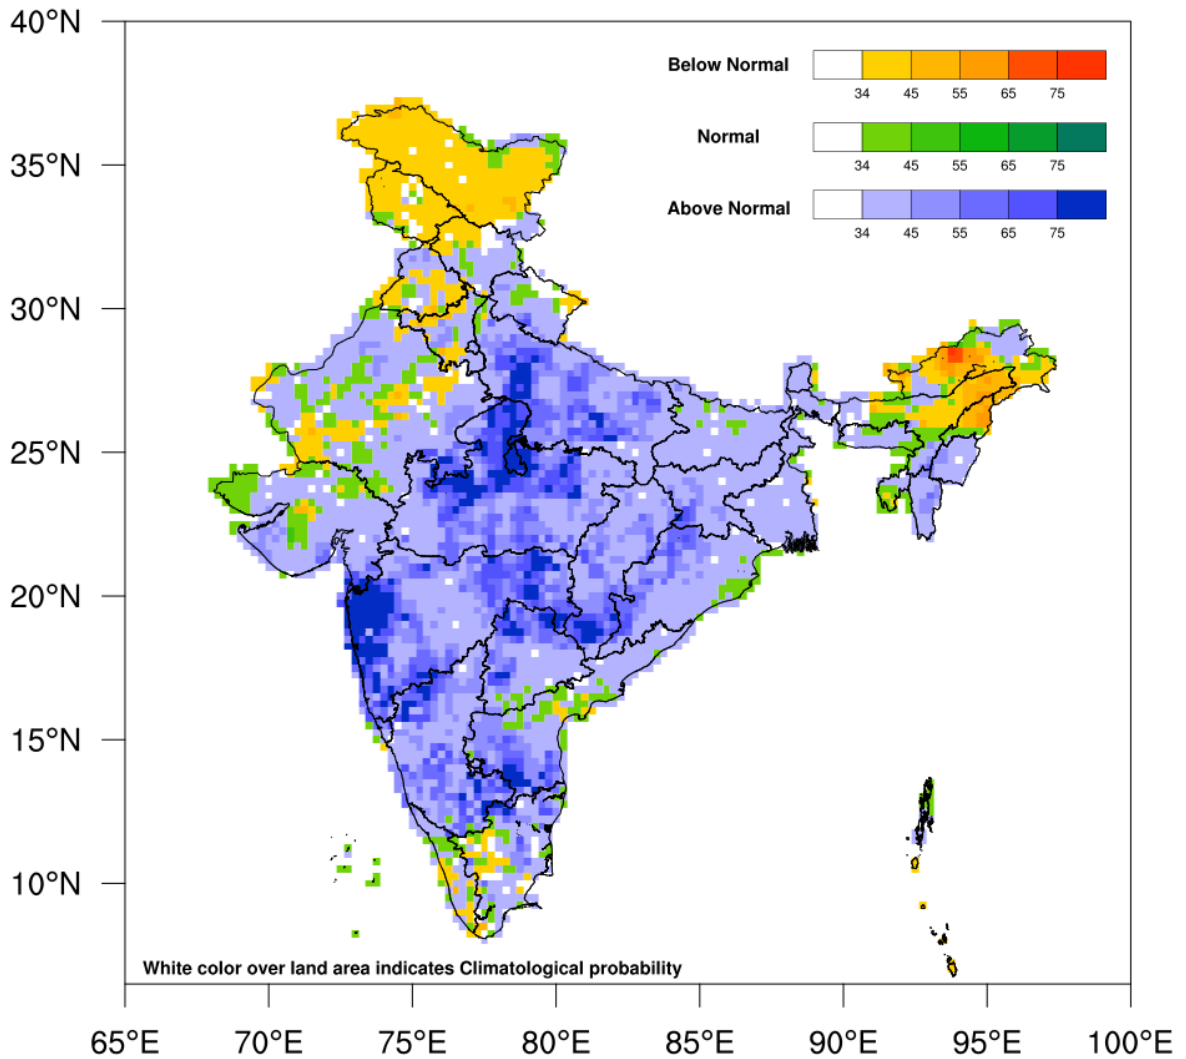 40°N
35°N
30°N
25°N
20°N
15°N
10°N
Below Normal
34 45 55 65 75
Normal
34 45 55 65 75
Above Normal
34 45 55 65 75
White color over land area indicates Climatological probability
65°E 70°E 75°E 80°E 85°E 90°E 95°E 100°E